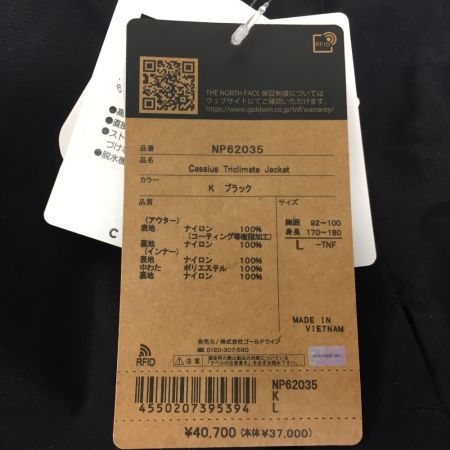 RFID
THE NORTH FACE 保証制度については
ウェブサイトにてご確認いただけます。
https://www.goldwin.co.jp/tnf/warranty/
品番 NP62035
品名 Cassius Triclimate Jacket
カラー K ブラック
品質 サイズ
(アウター)
表地 ナイロン 100%
(コーティング等樹脂加工)
裏地 ナイロン 100%
(インナー)
表地 ナイロン 100%
中わた ポリエステル 100%
裏地 ナイロン 100%
胸囲 92~100
身長 170~180
L -TNF
MADE IN
VIETNAM
発売元/株式会社ゴールドウイン
0120-307-560
RFID
注意
NP62035
K
L
4550207395394
¥40,700 (本体¥37,000)